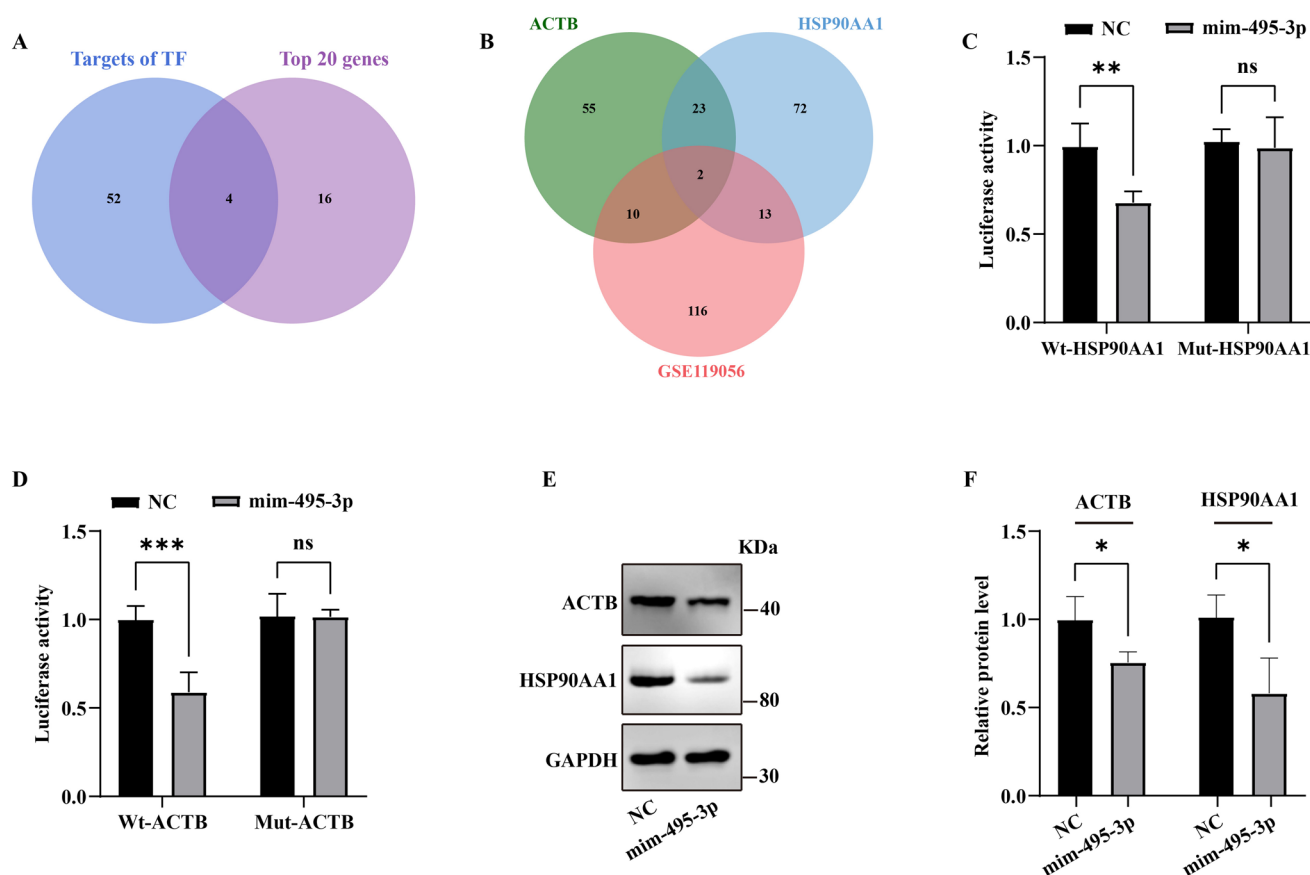 A
Targets of TF
Top 20 genes
52
4
16
B
ACTB
HSP90AA1
55
23
72
2
10
13
116
GSE119056
C
NC
mim-495-3p
Luciferase activity
1.5
1.0
0.5
0.0
**
ns
Wt-HSP90AA1
Mut-HSP90AA1
D
NC
mim-495-3p
Luciferase activity
1.5
1.0
0.5
0.0
***
ns
Wt-ACTB
Mut-ACTB
E
KDa
ACTB
40
HSP90AA1
80
GAPDH
30
NC
mim-495-3p
F
ACTB
HSP90AA1
Relative protein level
1.5
1.0
0.5
0.0
*
*
NC
mim-495-3p
NC
mim-495-3p